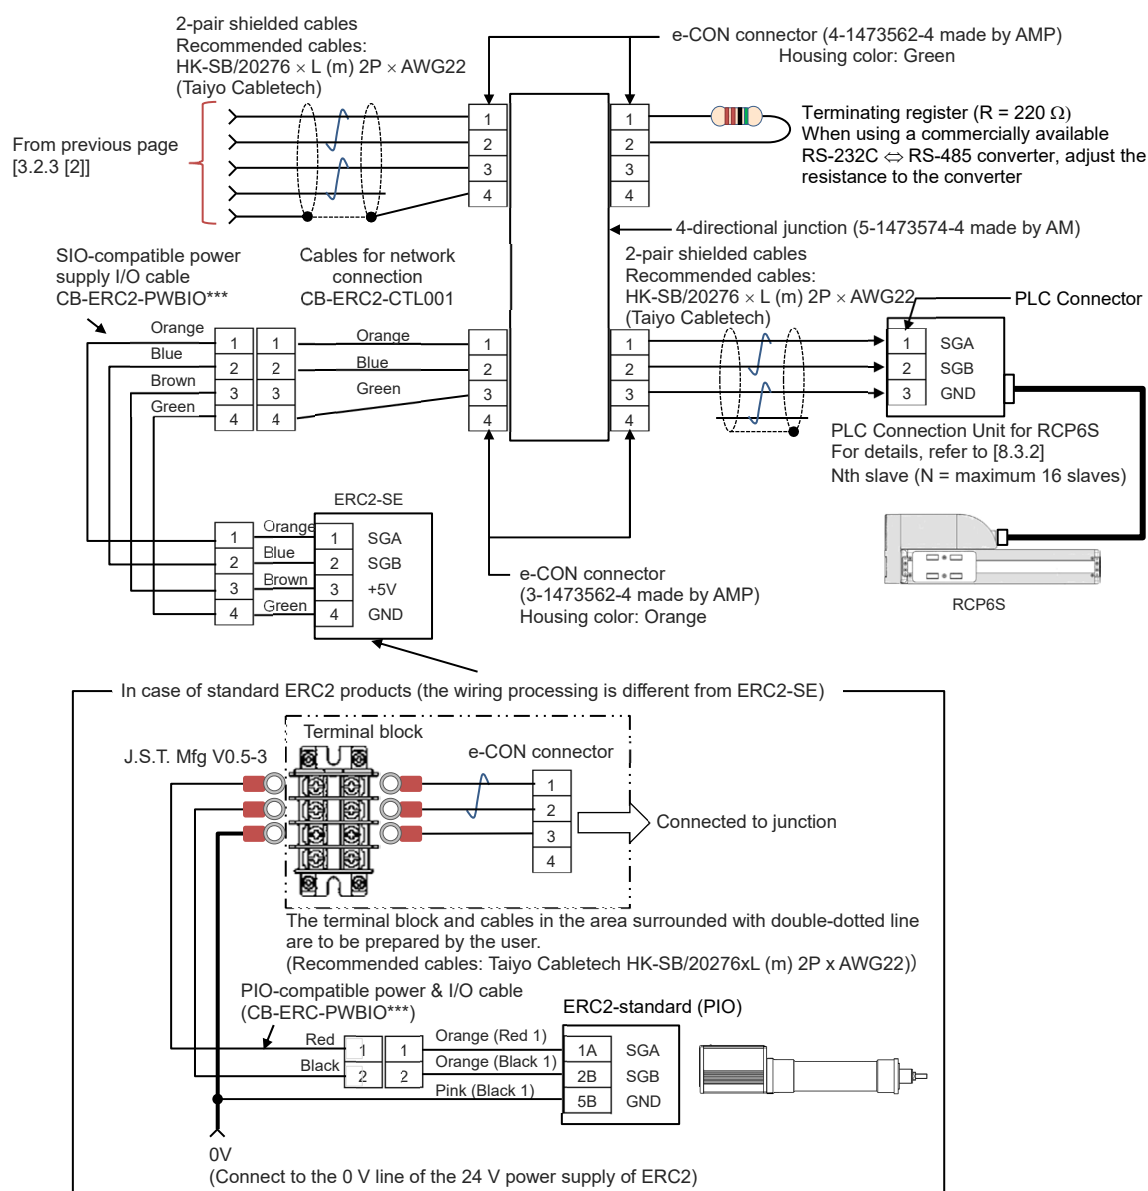 2-pair shielded cables
Recommended cables:
HK-SB/20276 × L (m) 2P × AWG22
(Taiyo Cabletech)
e-CON connector (4-1473562-4 made by AMP)
Housing color: Green
From previous page
[3.2.3 [2]]
1
2
3
4
1
2
3
4
Terminating register (R = 220 Ω)
When using a commercially available
RS-232C ⇔ RS-485 converter, adjust the
resistance to the converter
4-directional junction (5-1473574-4 made by AM)
SIO-compatible power
supply I/O cable
CB-ERC2-PWBIO***
Cables for network
connection
CB-ERC2-CTL001
2-pair shielded cables
Recommended cables:
HK-SB/20276 × L (m) 2P × AWG22
(Taiyo Cabletech)
PLC Connector
Orange
Blue
Brown
Green
1 1
2 2
3 3
4 4
Orange
Blue
Green
1
2
3
4
1
2
3
4
1 SGA
2 SGB
3 GND
PLC Connection Unit for RCP6S
For details, refer to [8.3.2]
Nth slave (N = maximum 16 slaves)
RCP6S
ERC2-SE
1 Orange 1 SGA
2 Blue 2 SGB
3 Brown 3 +5V
4 Green 4 GND
e-CON connector
(3-1473562-4 made by AMP)
Housing color: Orange
In case of standard ERC2 products (the wiring processing is different from ERC2-SE)
Terminal block
J.S.T. Mfg V0.5-3
e-CON connector
1
2
3
4
Connected to junction
The terminal block and cables in the area surrounded with double-dotted line
are to be prepared by the user.
(Recommended cables: Taiyo Cabletech HK-SB/20276xL (m) 2P x AWG22))
PIO-compatible power & I/O cable
(CB-ERC-PWBIO***)
ERC2-standard (PIO)
Red 1 1 Orange (Red 1) 1A SGA
Black 2 2 Orange (Black 1) 2B SGB
Pink (Black 1) 5B GND
0V
(Connect to the 0 V line of the 24 V power supply of ERC2)